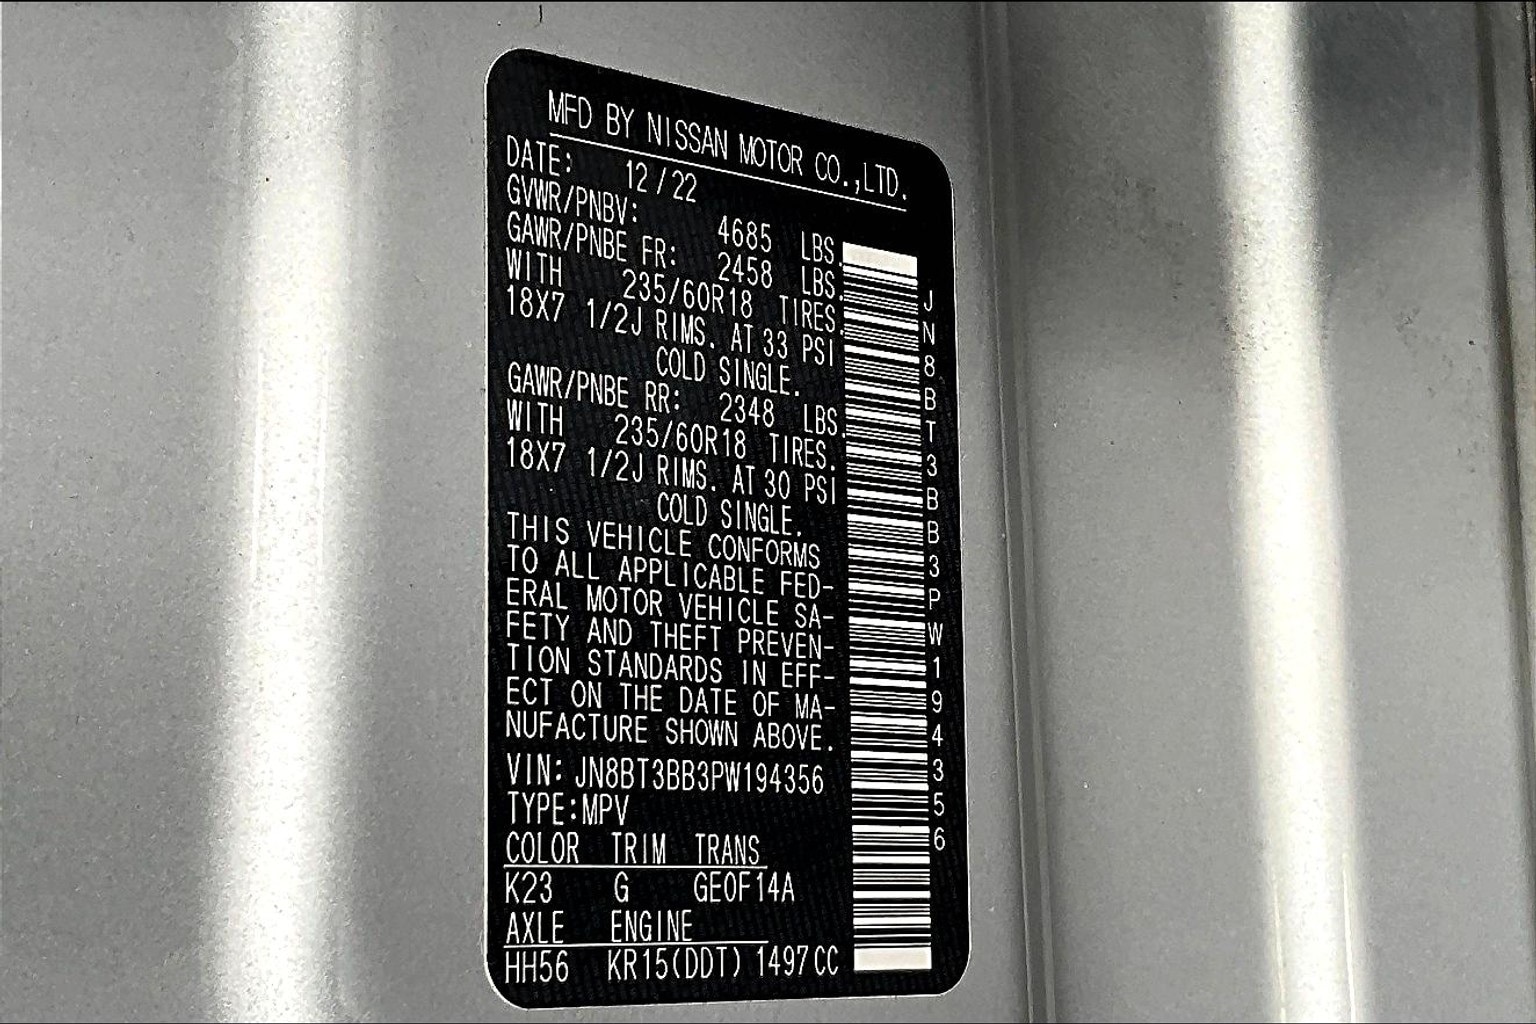 MFD BY NISSAN MOTOR CO.,LTD.
DATE: 12/22
GVWR/PNBV: 4685 LBS.
GAWR/PNBE FR: 2458 LBS.
WITH 235/60R18 TIRES.
18X7 1/2J RIMS. AT 33 PSI
COLD SINGLE.
GAWR/PNBE RR: 2348 LBS.
WITH 235/60R18 TIRES.
18X7 1/2J RIMS. AT 30 PSI
COLD SINGLE.
THIS VEHICLE CONFORMS
TO ALL APPLICABLE FED-
ERAL MOTOR VEHICLE SA-
FETY AND THEFT PREVEN-
TION STANDARDS IN EFF-
ECT ON THE DATE OF MA-
NUFACTURE SHOWN ABOVE.
VIN: JN8BT3BB3PW194356
TYPE:MPV
COLOR TRIM TRANS
K23 G GE0F14A
AXLE ENGINE
HH56 KR15(DDT) 1497CC
JN8BT3BB3PW194356